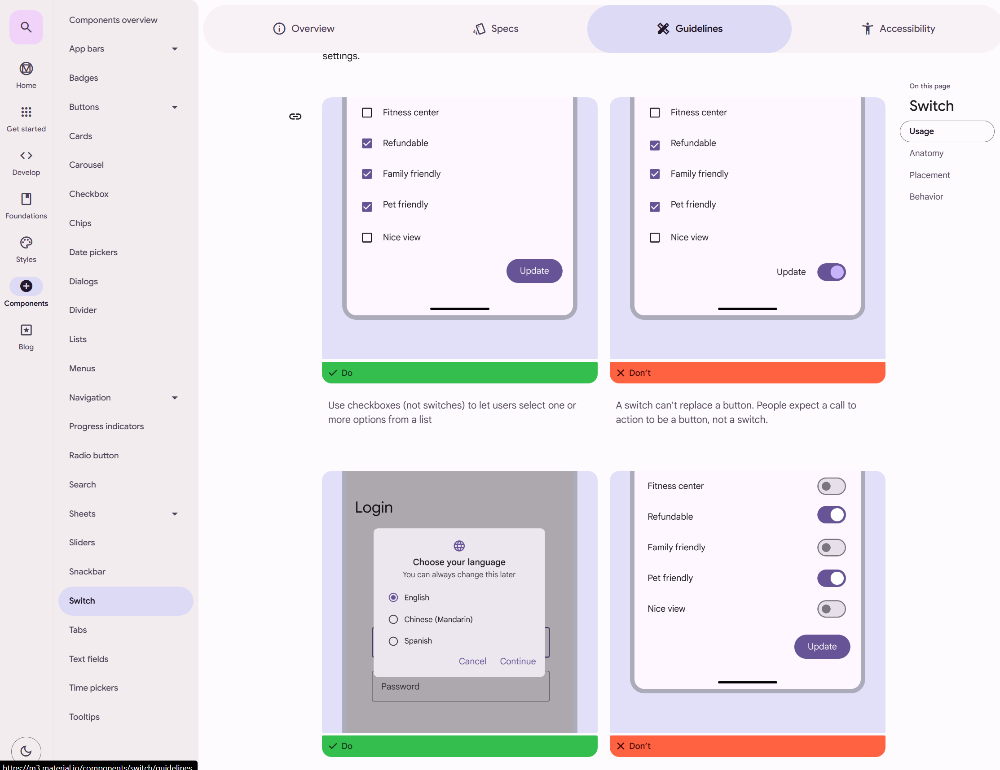 Home
Get started
Develop
Foundations
Styles
Components
Blog
Components overview
App bars
Badges
Buttons
Cards
Carousel
Checkbox
Chips
Date pickers
Dialogs
Divider
Lists
Menus
Navigation
Progress indicators
Radio button
Search
Sheets
Sliders
Snackbar
Switch
Tabs
Text fields
Time pickers
Tooltips
https://m3.material.io/components/switch/guidelines
Overview
Specs
Guidelines
Accessibility
settings.
Fitness center
Refundable
Family friendly
Pet friendly
Nice view
Update
Do
Use checkboxes (not switches) to let users select one or
more options from a list
Fitness center
Refundable
Family friendly
Pet friendly
Nice view
Update
Don’t
A switch can't replace a button. People expect a call to
action to be a button, not a switch.
Login
Choose your language
You can always change this later
English
Chinese (Mandarin)
Spanish
Cancel Continue
Password
Do
Fitness center
Refundable
Family friendly
Pet friendly
Nice view
Update
Don’t
On this page
Switch
Usage
Anatomy
Placement
Behavior